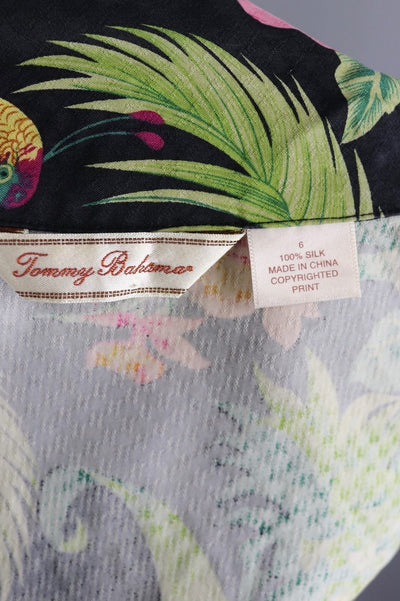 Tommy Bahama
6
100% SILK
MADE IN CHINA
COPYRIGHTED
PRINT